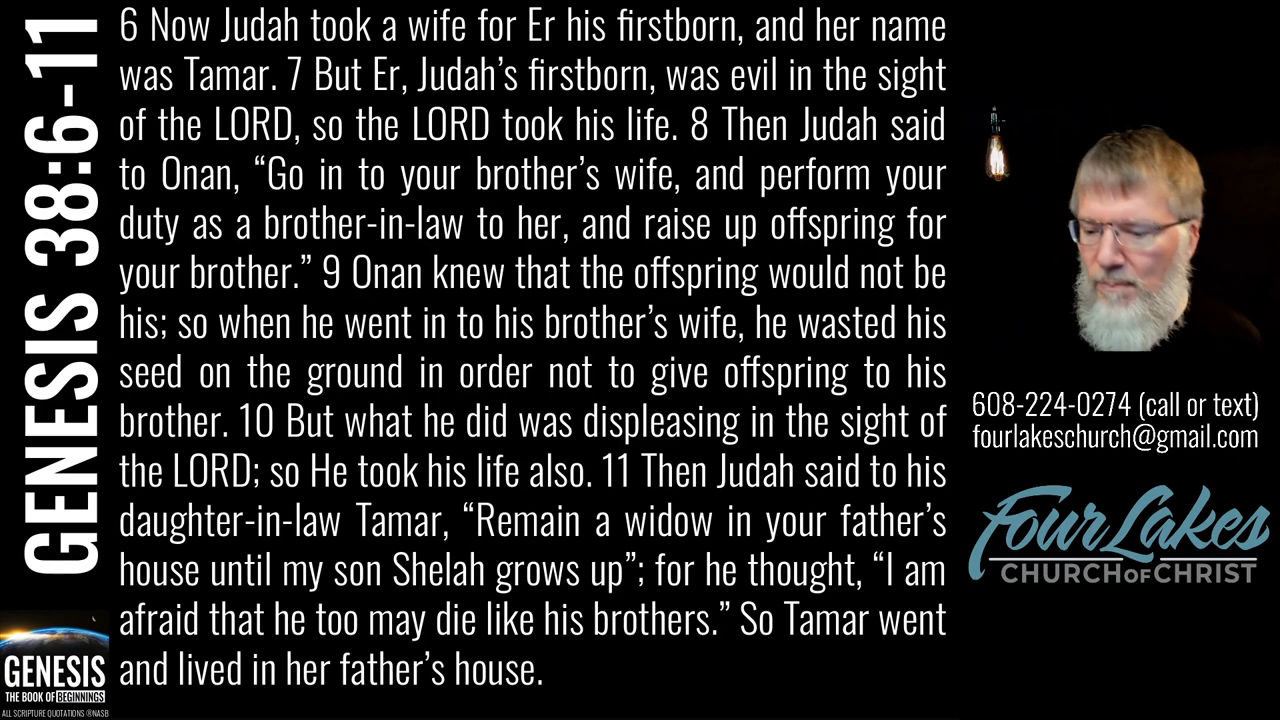 GENESIS 38:6-11
6 Now Judah took a wife for Er his firstborn, and her name
was Tamar. 7 But Er, Judah’s firstborn, was evil in the sight
of the LORD, so the LORD took his life. 8 Then Judah said
to Onan, “Go in to your brother’s wife, and perform your
duty as a brother-in-law to her, and raise up offspring for
your brother.” 9 Onan knew that the offspring would not be
his; so when he went in to his brother’s wife, he wasted his
seed on the ground in order not to give offspring to his
brother. 10 But what he did was displeasing in the sight of
the LORD; so He took his life also. 11 Then Judah said to his
daughter-in-law Tamar, “Remain a widow in your father’s
house until my son Shelah grows up”; for he thought, “I am
afraid that he too may die like his brothers.” So Tamar went
and lived in her father’s house.
GENESIS
THE BOOK OF BEGINNINGS
ALL SCRIPTURE QUOTATIONS ®NASB
608-224-0274 (call or text)
fourlakeschurch@gmail.com
Four Lakes
CHURCH OF CHRIST